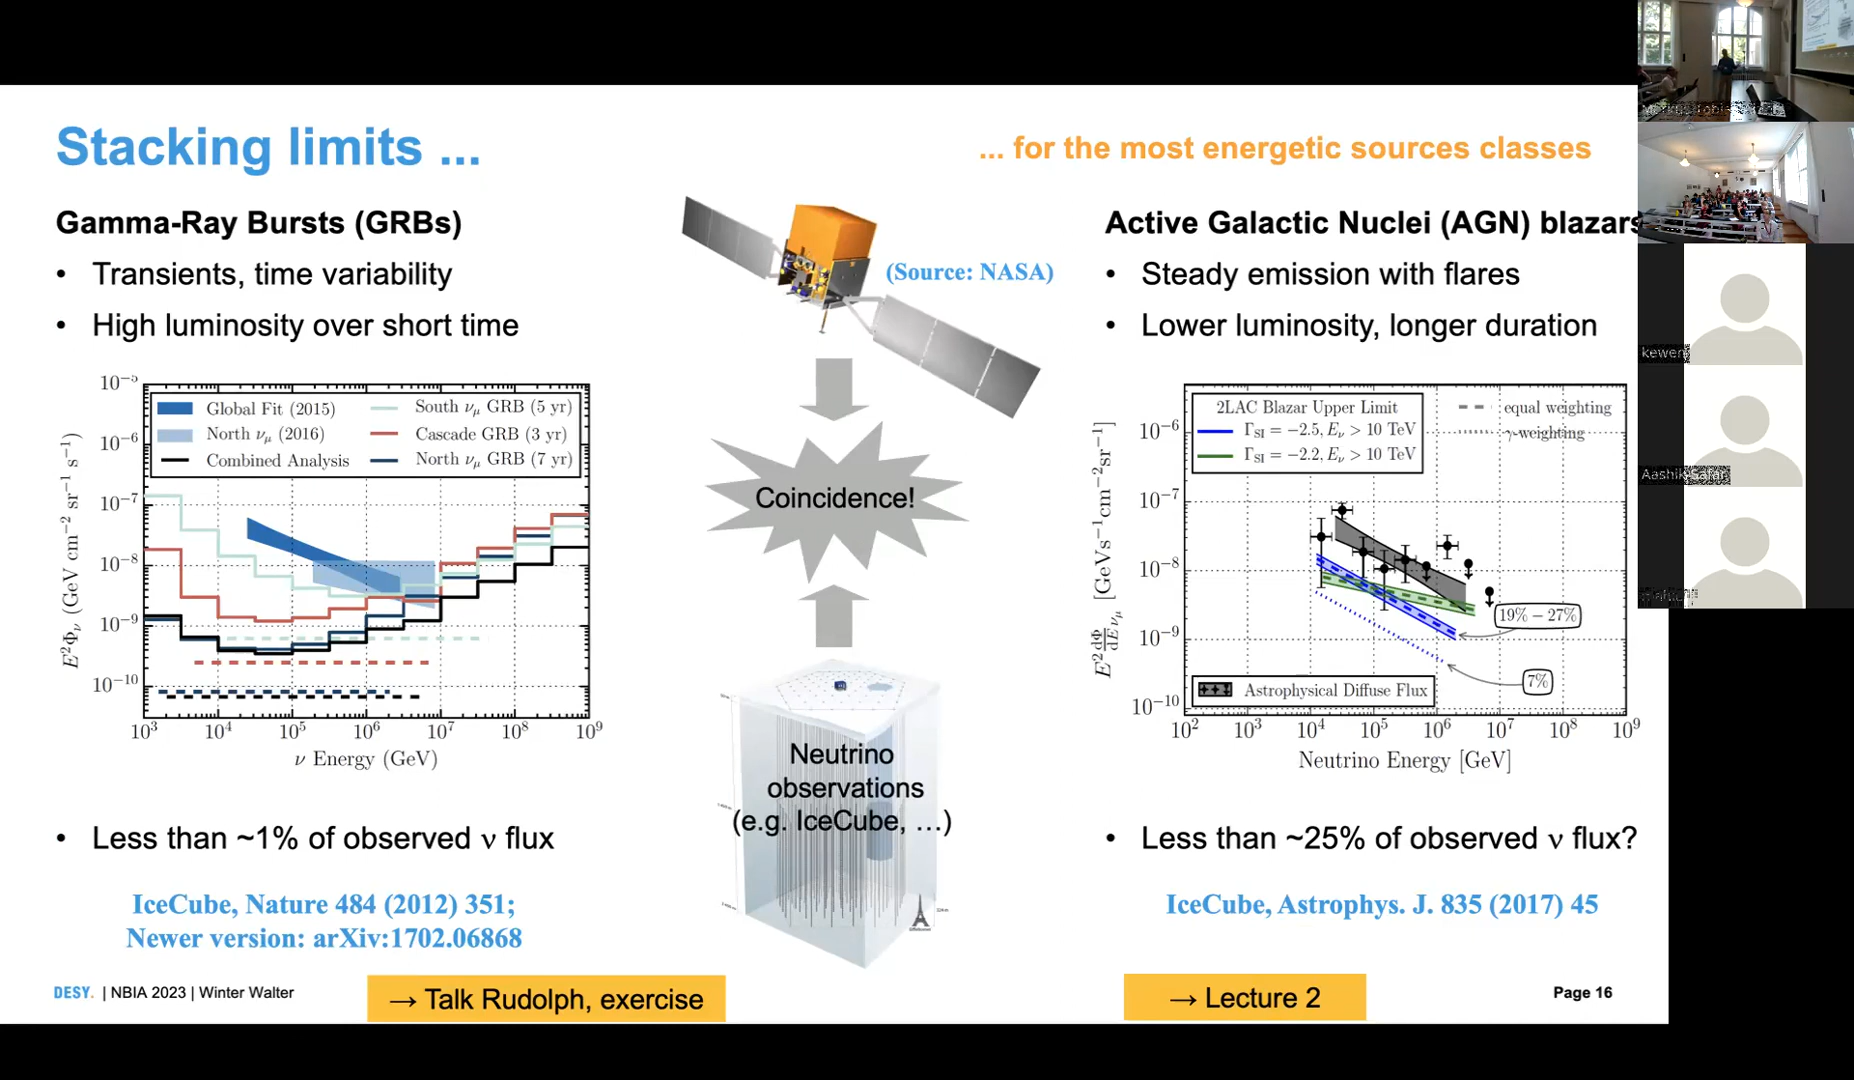 Stacking limits ...
... for the most energetic sources classes
Gamma-Ray Bursts (GRBs)
• Transients, time variability
• High luminosity over short time
(Source: NASA)
Active Galactic Nuclei (AGN) blazars
• Steady emission with flares
• Lower luminosity, longer duration
Global Fit (2015)
North νμ (2016)
Combined Analysis
South νμ GRB (5 yr)
Cascade GRB (3 yr)
North νμ GRB (7 yr)
E²Φν (GeV cm⁻² sr⁻¹ s⁻¹)
10⁻⁵
10⁻⁶
10⁻⁷
10⁻⁸
10⁻⁹
10⁻¹⁰
10³ 10⁴ 10⁵ 10⁶ 10⁷ 10⁸ 10⁹
ν Energy (GeV)
Coincidence!
Neutrino
observations
(e.g. IceCube, …)
2LAC Blazar Upper Limit
ΓSI = −2.5, Eν > 10 TeV
ΓSI = −2.2, Eν > 10 TeV
equal weighting
γ-weighting
E² dΦ/dE νμ [GeVs⁻¹cm⁻²sr⁻¹]
10⁻⁶
10⁻⁷
10⁻⁸
10⁻⁹
10⁻¹⁰
19% − 27%
7%
Astrophysical Diffuse Flux
10² 10³ 10⁴ 10⁵ 10⁶ 10⁷ 10⁸ 10⁹
Neutrino Energy [GeV]
• Less than ~1% of observed ν flux
• Less than ~25% of observed ν flux?
IceCube, Nature 484 (2012) 351;
Newer version: arXiv:1702.06868
IceCube, Astrophys. J. 835 (2017) 45
DESY. | NBIA 2023 | Winter Walter
→ Talk Rudolph, exercise
→ Lecture 2
Page 16